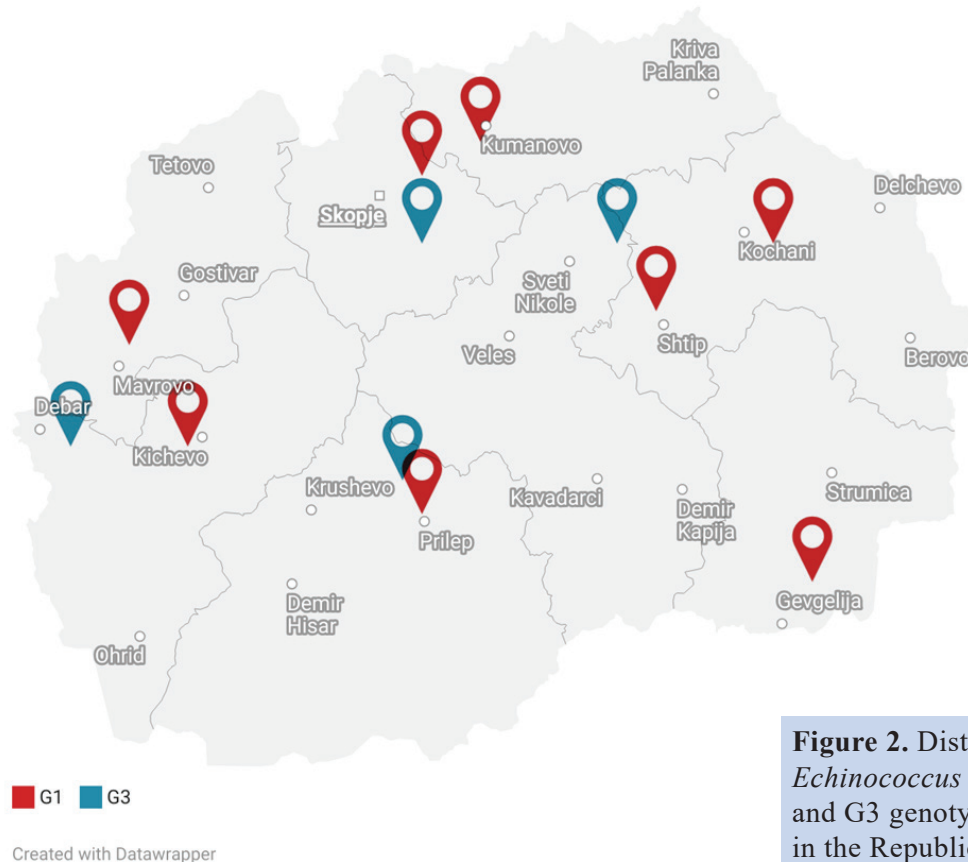 Kriva
Palanka
Kumanovo
Tetovo
Delchevo
Skopje
Kochani
Gostivar
Sveti
Nikole
Shtip
Veles
Berovo
Mavrovo
Debar
Kichevo
Krushevo
Kavadarci
Demir
Kapija
Strumica
Prilep
Demir
Hisar
Gevgelija
Ohrid
G1 G3
Created with Datawrapper
Figure 2. Dist
Echinococcus
and G3 genoty
in the Republic